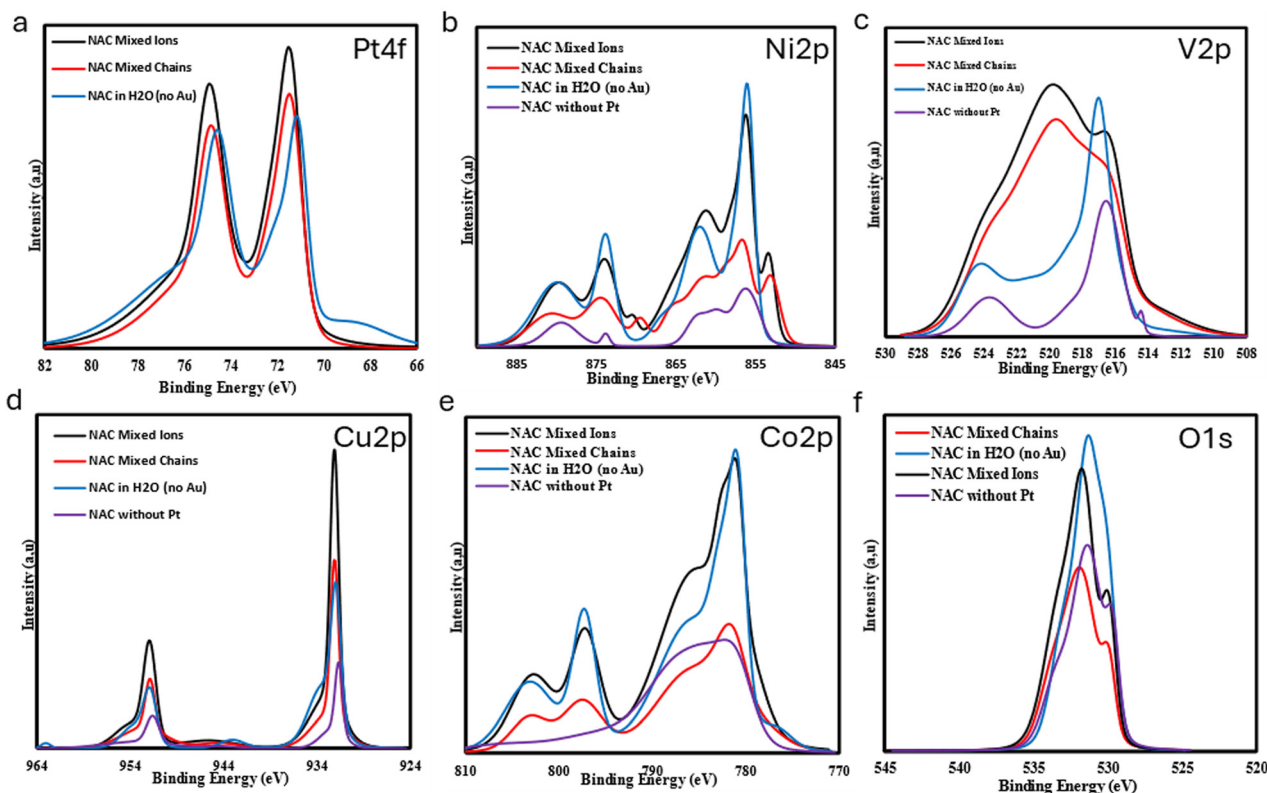 a
Pt4f
NAC Mixed Ions
NAC Mixed Chains
NAC in H2O (no Au)
Intensity (a,u)
82 80 78 76 74 72 70 68 66
Binding Energy (eV)
b
Ni2p
NAC Mixed Ions
NAC Mixed Chains
NAC in H2O (no Au)
NAC without Pt
Intensity (a,u)
885 875 865 855 845
Binding Energy (eV)
c
V2p
NAC Mixed Ions
NAC Mixed Chains
NAC in H2O (no Au)
NAC without Pt
Intensity (a,u)
530 528 526 524 522 520 518 516 514 512 510 508
Binding Energy (eV)
d
Cu2p
NAC Mixed Ions
NAC Mixed Chains
NAC in H2O (no Au)
NAC without Pt
Intensity (a,u)
964 954 944 934 924
Binding Energy (eV)
e
Co2p
NAC Mixed Ions
NAC Mixed Chains
NAC in H2O (no Au)
NAC without Pt
Intensity (a,u)
810 800 790 780 770
Binding Energy (eV)
f
O1s
NAC Mixed Chains
NAC in H2O (no Au)
NAC Mixed Ions
NAC without Pt
Intensity (a,u)
545 540 535 530 525 520
Binding Energy (eV)